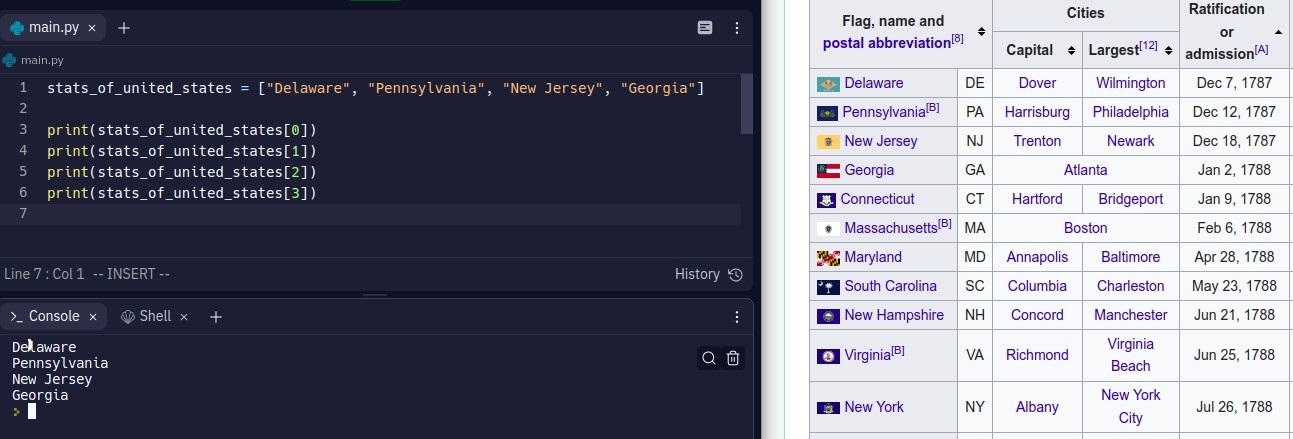 main.py × +
main.py
1 stats_of_united_states = ["Delaware", "Pennsylvania", "New Jersey", "Georgia"]
2
3 print(stats_of_united_states[0])
4 print(stats_of_united_states[1])
5 print(stats_of_united_states[2])
6 print(stats_of_united_states[3])
7
Line 7 : Col 1 -- INSERT --
History
Console × Shell × +
Delaware
Pennsylvania
New Jersey
Georgia
Flag, name and
postal abbreviation[8]
Cities
Capital
Largest[12]
Ratification
or
admission[A]
Delaware DE Dover Wilmington Dec 7, 1787
Pennsylvania[B] PA Harrisburg Philadelphia Dec 12, 1787
New Jersey NJ Trenton Newark Dec 18, 1787
Georgia GA Atlanta Jan 2, 1788
Connecticut CT Hartford Bridgeport Jan 9, 1788
Massachusetts[B] MA Boston Feb 6, 1788
Maryland MD Annapolis Baltimore Apr 28, 1788
South Carolina SC Columbia Charleston May 23, 1788
New Hampshire NH Concord Manchester Jun 21, 1788
Virginia[B] VA Richmond Virginia
Beach Jun 25, 1788
New York NY Albany New York
City Jul 26, 1788